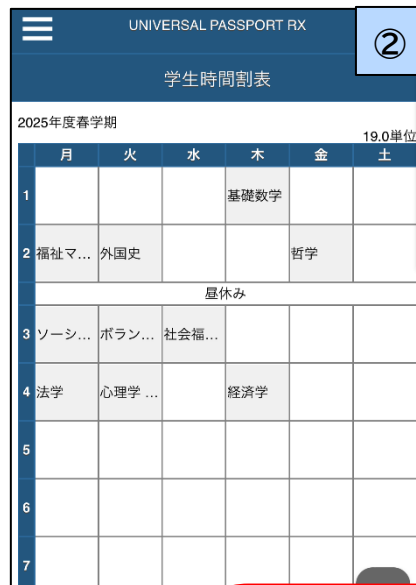 UNIVERSAL PASSPORT RX
②
学生時間割表
2025年度春学期
19.0単位
月 火 水 木 金 土
1 基礎数学
2 福祉マ... 外国史 哲学
昼休み
3 ソーシ... ボラン... 社会福...
4 法学 心理学 ... 経済学
5
6
7